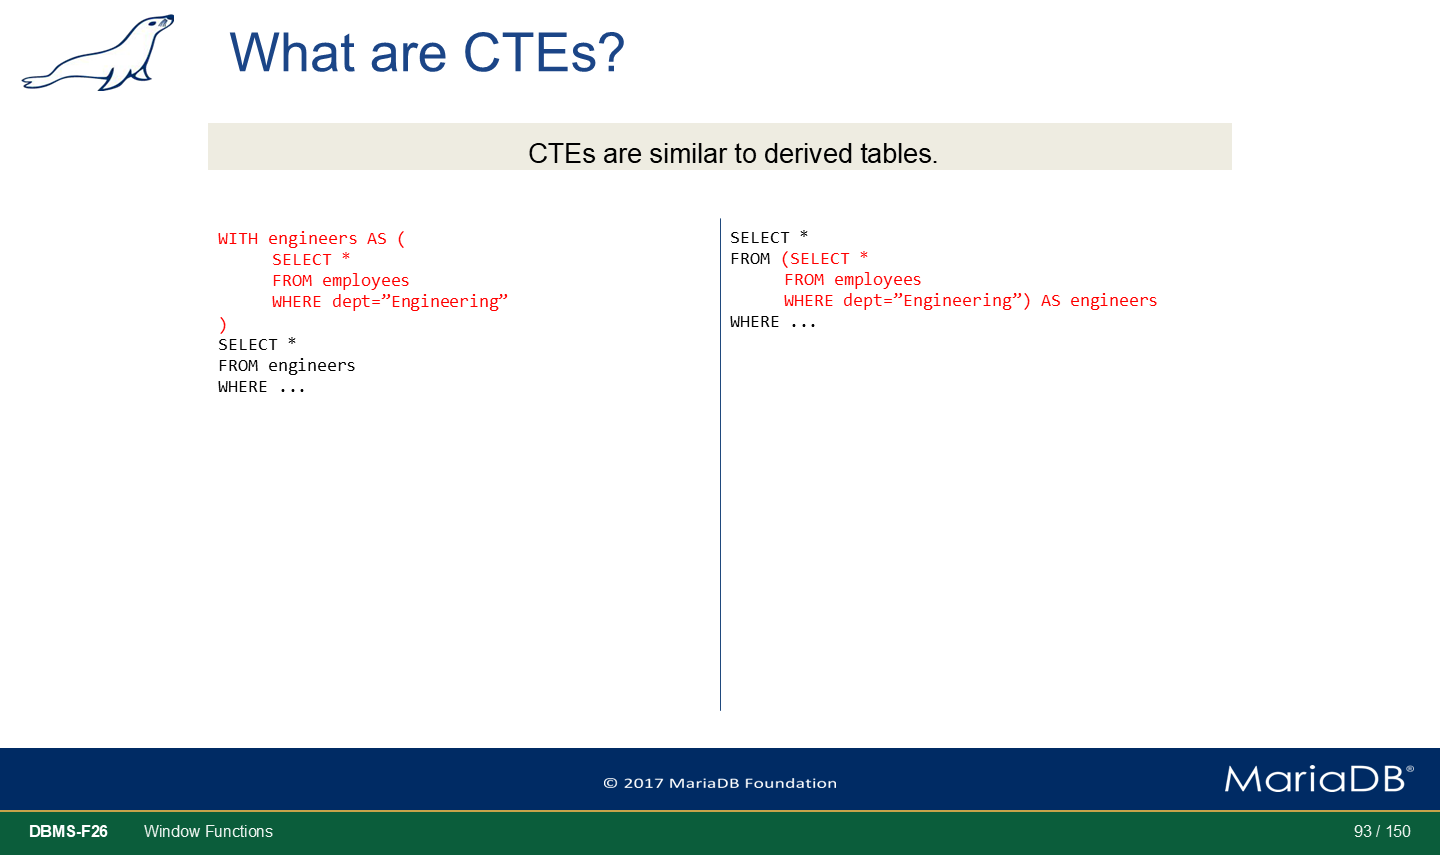 What are CTEs?
CTEs are similar to derived tables.
WITH engineers AS (
SELECT *
FROM employees
WHERE dept=”Engineering”
)
SELECT *
FROM engineers
WHERE ...
SELECT *
FROM (SELECT *
FROM employees
WHERE dept=”Engineering”) AS engineers
WHERE ...
© 2017 MariaDB Foundation
MariaDB®
DBMS-F26 Window Functions 93 / 150